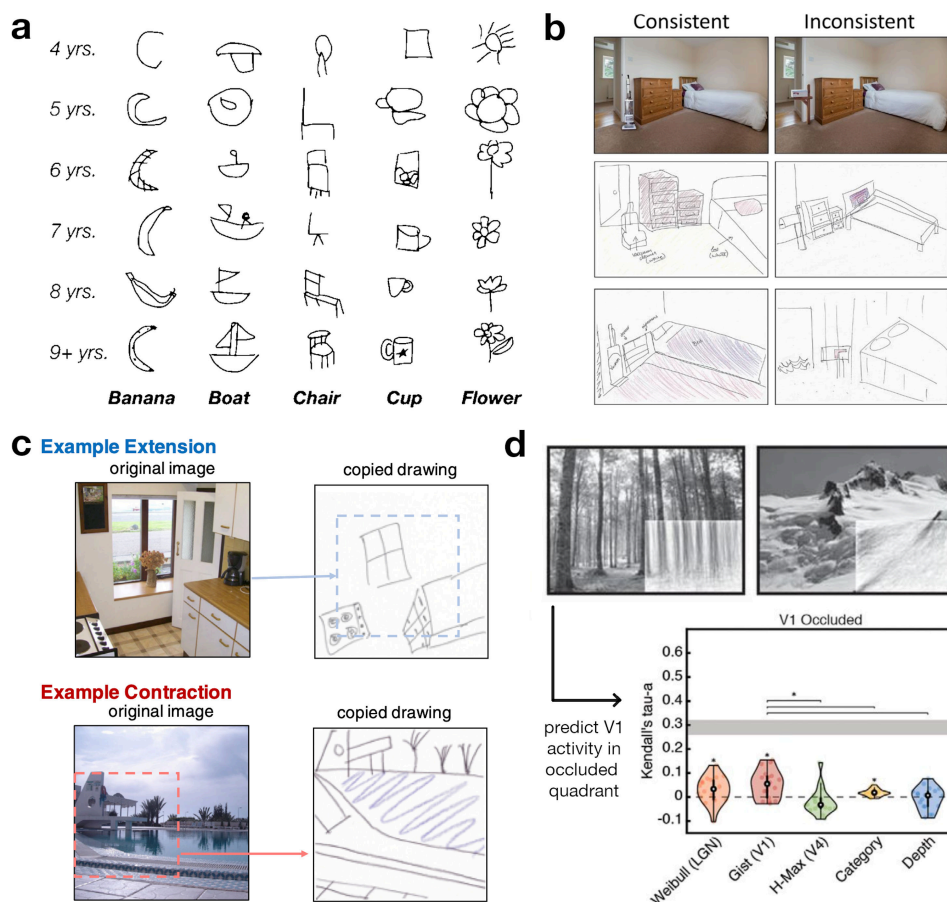 a
4 yrs.
5 yrs.
6 yrs.
7 yrs.
8 yrs.
9+ yrs.
Banana Boat Chair Cup Flower
b
Consistent Inconsistent
c
Example Extension
original image copied drawing
Example Contraction
original image copied drawing
d
predict V1
activity in
occluded
quadrant
V1 Occluded
Kendall's tau-a
0.6
0.5
0.4
0.3
0.2
0.1
0
-0.1
* * * *
Weibull (LGN)
Gist (V1)
H-Max (V4)
Category
Depth